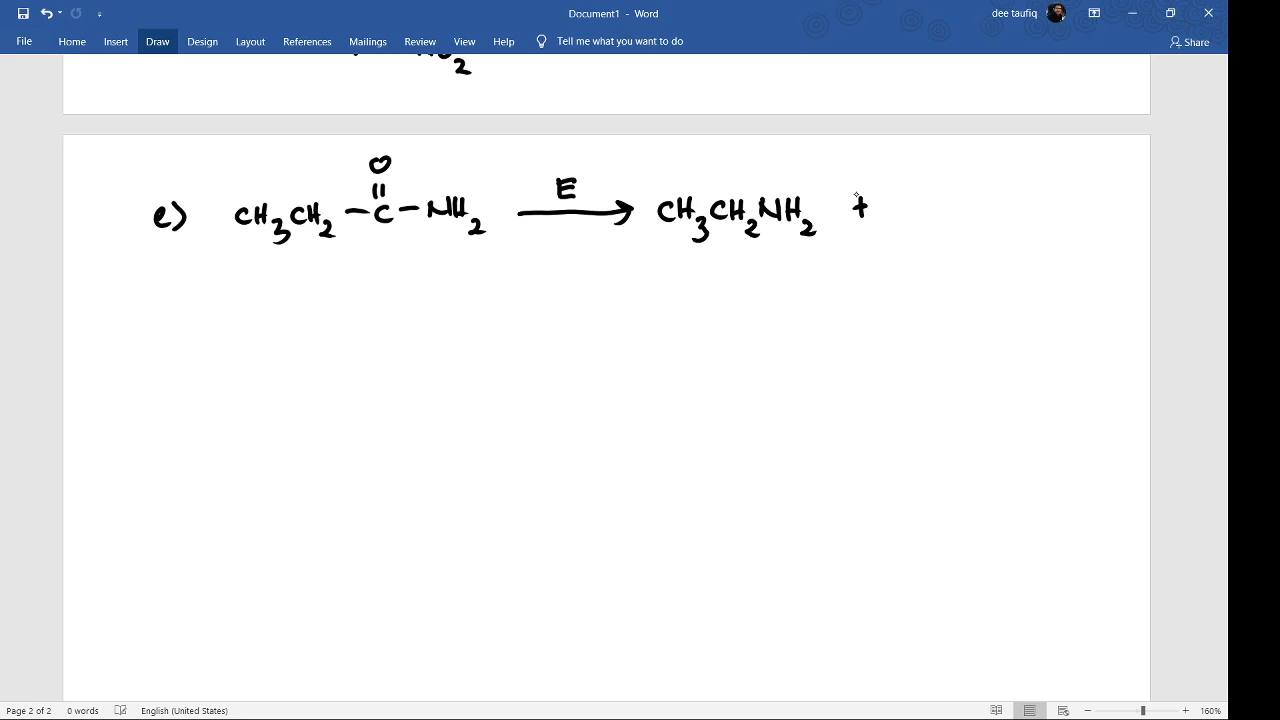 Document1 - Word
dee taufiq
File Home Insert Draw Design Layout References Mailings Review View Help Tell me what you want to do Share
2
O
||
e) CH3CH2 — C — NH2 E→ CH3CH2NH2 +
Page 2 of 2 0 words English (United States) 160%